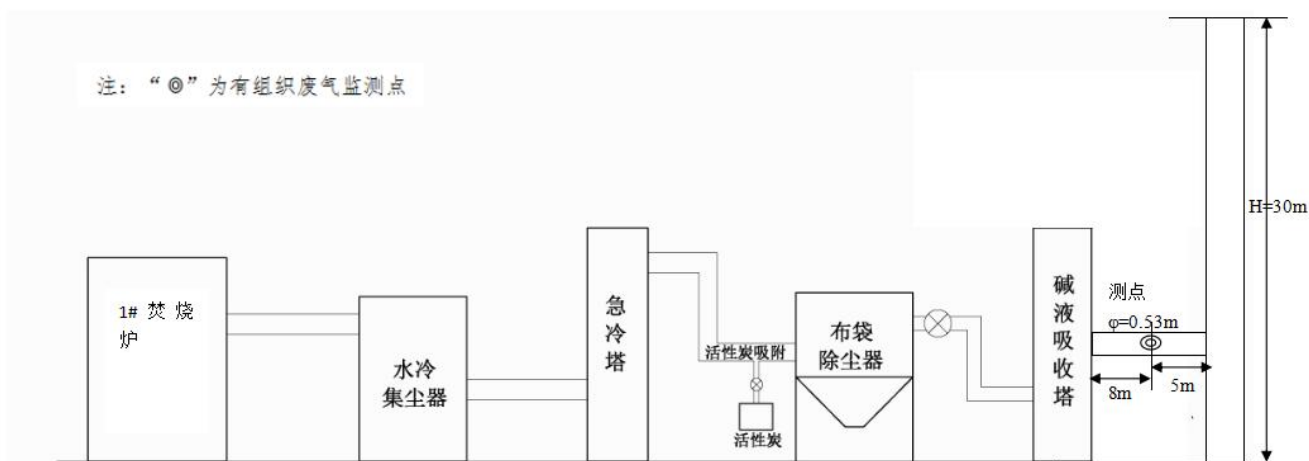 注：“◎”为有组织废气监测点
H=30m
1# 焚 烧
炉
水冷
集尘器
急
冷
塔
活性炭吸附
活性炭
布袋
除尘器
碱
液
吸
收
塔
测点
φ=0.53m
8m
5m